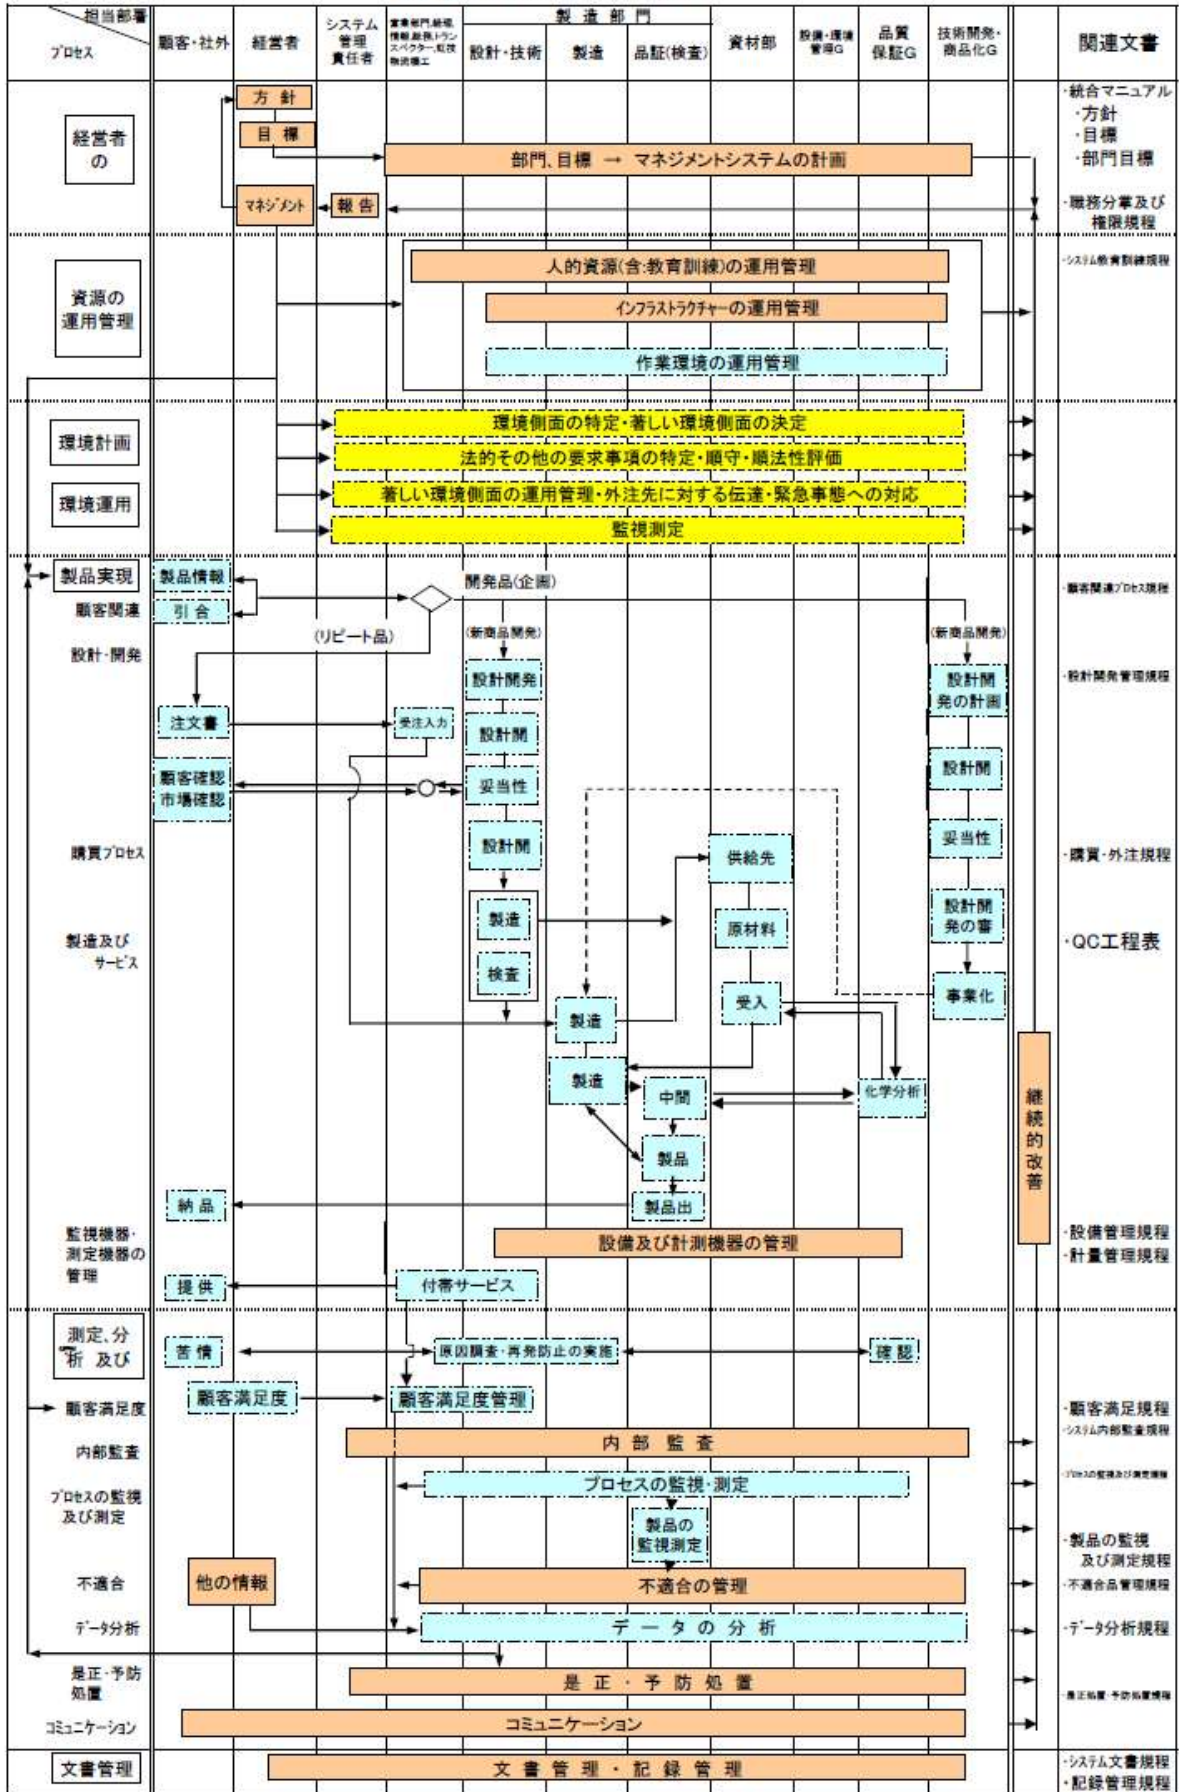 担当部署
プロセス
顧客・社外
経営者
システム
管理
責任者
営業部門､経理､
設計・技術
製造部門
製造
品証(検査)
資材部
設備・環境
管理G
品質
保証G
技術開発・
商品化G
関連文書
経営者
の
方針
目標
部門、目標 → マネジメントシステムの計画
マネジメント
報告
・統合マニュアル
・方針
・目標
・部門目標
・職務分掌及び
権限規程
資源の
運用管理
人的資源(含:教育訓練)の運用管理
インフラストラクチャーの運用管理
作業環境の運用管理
・システム教育訓練規程
環境計画
環境運用
環境側面の特定・著しい環境側面の決定
法的その他の要求事項の特定・順守・順法性評価
著しい環境側面の運用管理・外注先に対する伝達・緊急事態への対応
監視測定
製品実現
製品情報
開発品(企画)
・顧客関連プロセス規程
顧客関連
引合
(リピート品)
(新商品開発)
(新商品開発)
設計・開発
設計開発
設計開
発の計画
・設計開発管理規程
注文書
受注入力
設計開
設計開
顧客確認
市場確認
妥当性
妥当性
購買プロセス
設計開
供給先
・購買・外注規程
製造
原材料
設計開
発の審
製造及び
サービス
・QC工程表
検査
受入
事業化
製造
製造
中間
化学分析
製品
継続的改善
納品
製品出
監視機器・
測定機器の
管理
設備及び計測機器の管理
・設備管理規程
・計量管理規程
提供
付帯サービス
測定、分
析 及び
苦情
原因調査・再発防止の実施
確認
顧客満足度
顧客満足度管理
顧客満足度
・顧客満足規程
内部監査
内部監査
・システム内部監査規程
プロセスの監視
及び測定
プロセスの監視・測定
・プロセスの監視及び測定規程
製品の
監視測定
・製品の監視
及び測定規程
不適合
他の情報
不適合の管理
・不適合品管理規程
データ分析
データの分析
・データ分析規程
是正・予防
処置
是正・予防処置
・是正処置・予防処置規程
コミュニケーション
コミュニケーション
文書管理
文書管理・記録管理
・システム文書規程
・記録管理規程